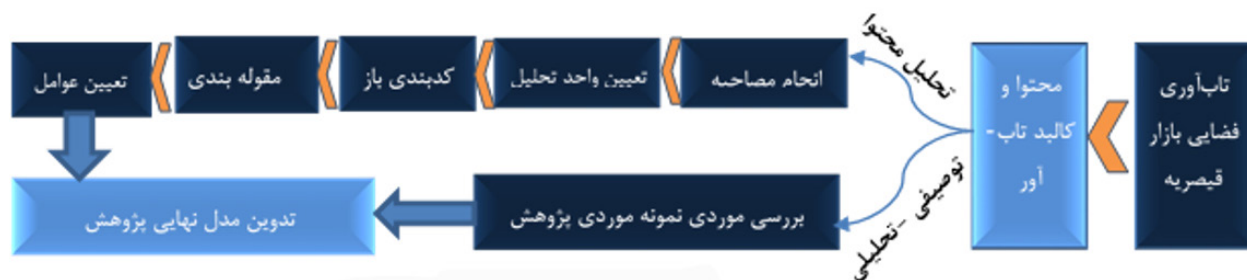 تاب‌آوری
فضایی بازار
قیصریه
محتوا و
کالبد تاب-
آور
تحلیل محتوا
انجام مصاحبه
تعیین واحد تحلیل
کدبندی باز
مقوله بندی
تعیین عوامل
توصیفی -تحلیلی
بررسی موردی نمونه موردی پژوهش
تدوین مدل نهایی پژوهش